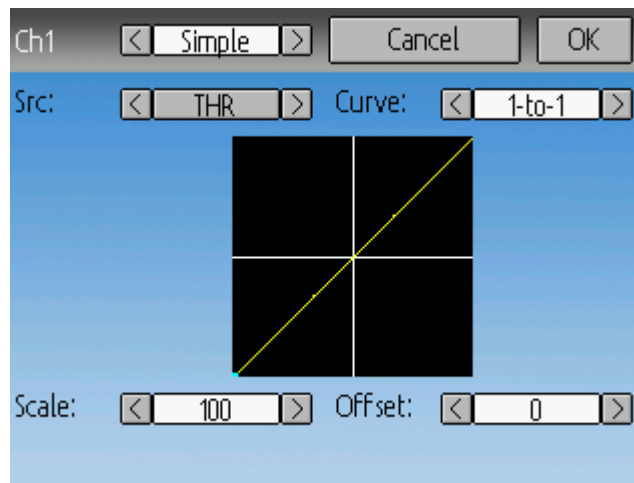 Ch1 < Simple > Cancel OK
Src: < THR > Curve: < 1-to-1 >
Scale: < 100 > Offset: < 0 >